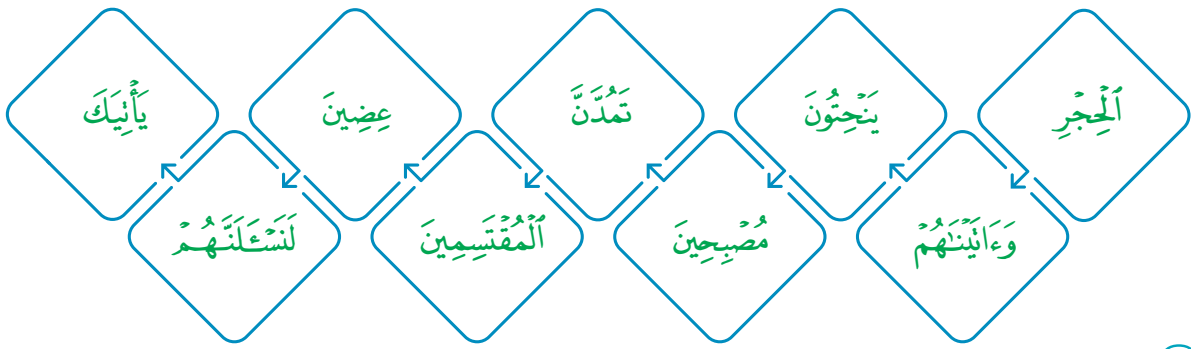 ٱلۡحِجۡرِ
وَءَاتَيۡنَٰهُمۡ
يَنۡحِتُونَ
مُصۡبِحِينَ
تَمُدَّنَّ
ٱلۡمُقۡتَسِمِينَ
عِضِينَ
لَنَسۡـَٔلَنَّهُمۡ
يَأۡتِيَكَ